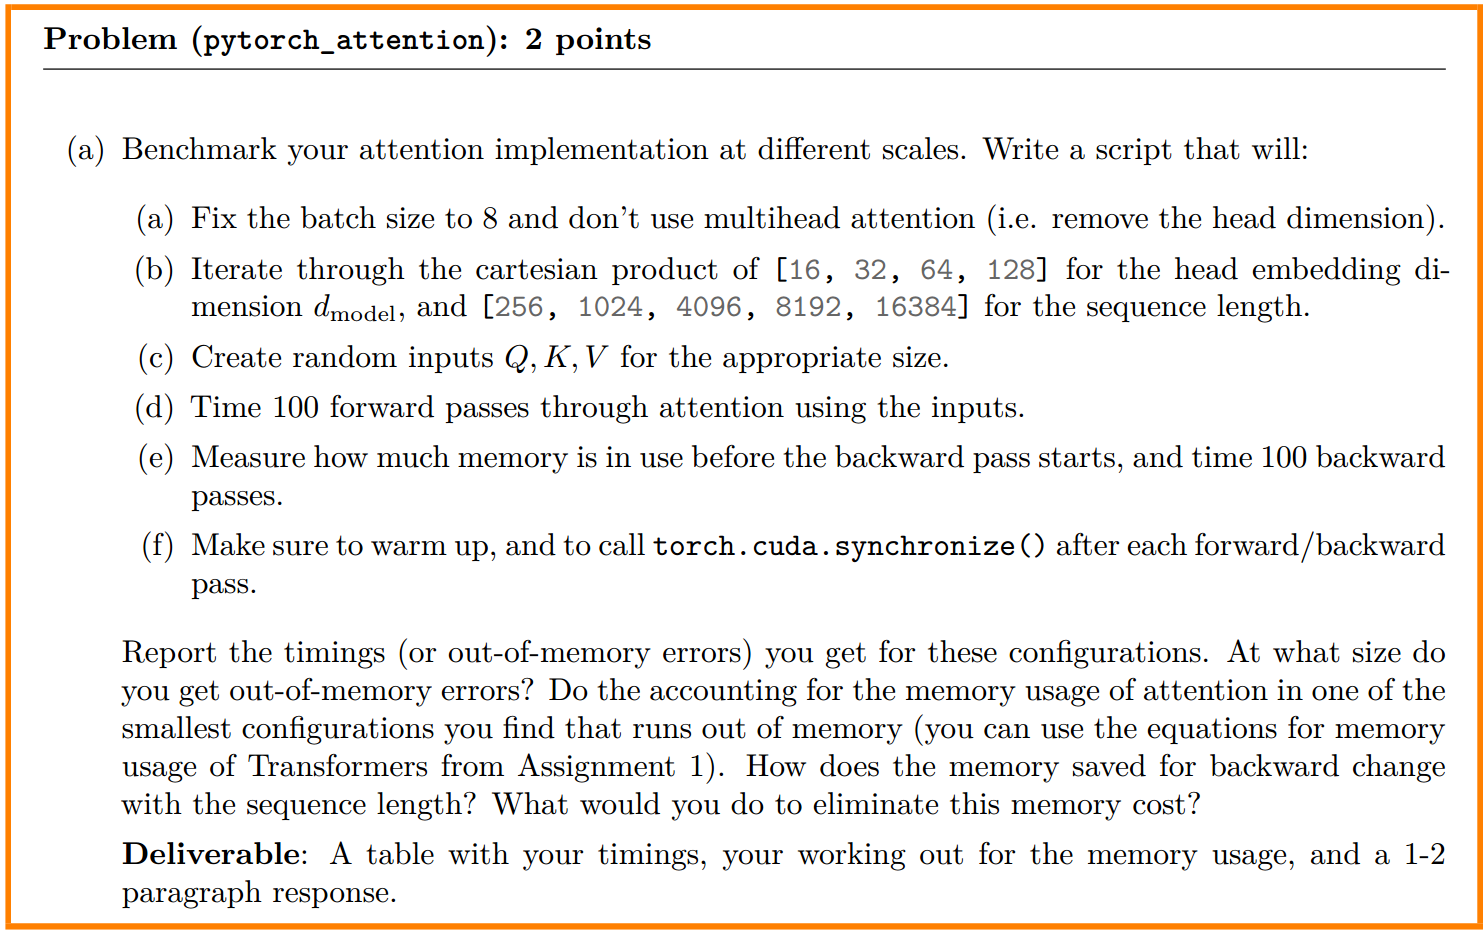 Problem (pytorch_attention): 2 points
(a) Benchmark your attention implementation at different scales. Write a script that will:
(a) Fix the batch size to 8 and don't use multihead attention (i.e. remove the head dimension).
(b) Iterate through the cartesian product of [16, 32, 64, 128] for the head embedding di-
mension d_model, and [256, 1024, 4096, 8192, 16384] for the sequence length.
(c) Create random inputs Q, K, V for the appropriate size.
(d) Time 100 forward passes through attention using the inputs.
(e) Measure how much memory is in use before the backward pass starts, and time 100 backward
passes.
(f) Make sure to warm up, and to call torch.cuda.synchronize() after each forward/backward
pass.
Report the timings (or out-of-memory errors) you get for these configurations. At what size do
you get out-of-memory errors? Do the accounting for the memory usage of attention in one of the
smallest configurations you find that runs out of memory (you can use the equations for memory
usage of Transformers from Assignment 1). How does the memory saved for backward change
with the sequence length? What would you do to eliminate this memory cost?
Deliverable: A table with your timings, your working out for the memory usage, and a 1-2
paragraph response.